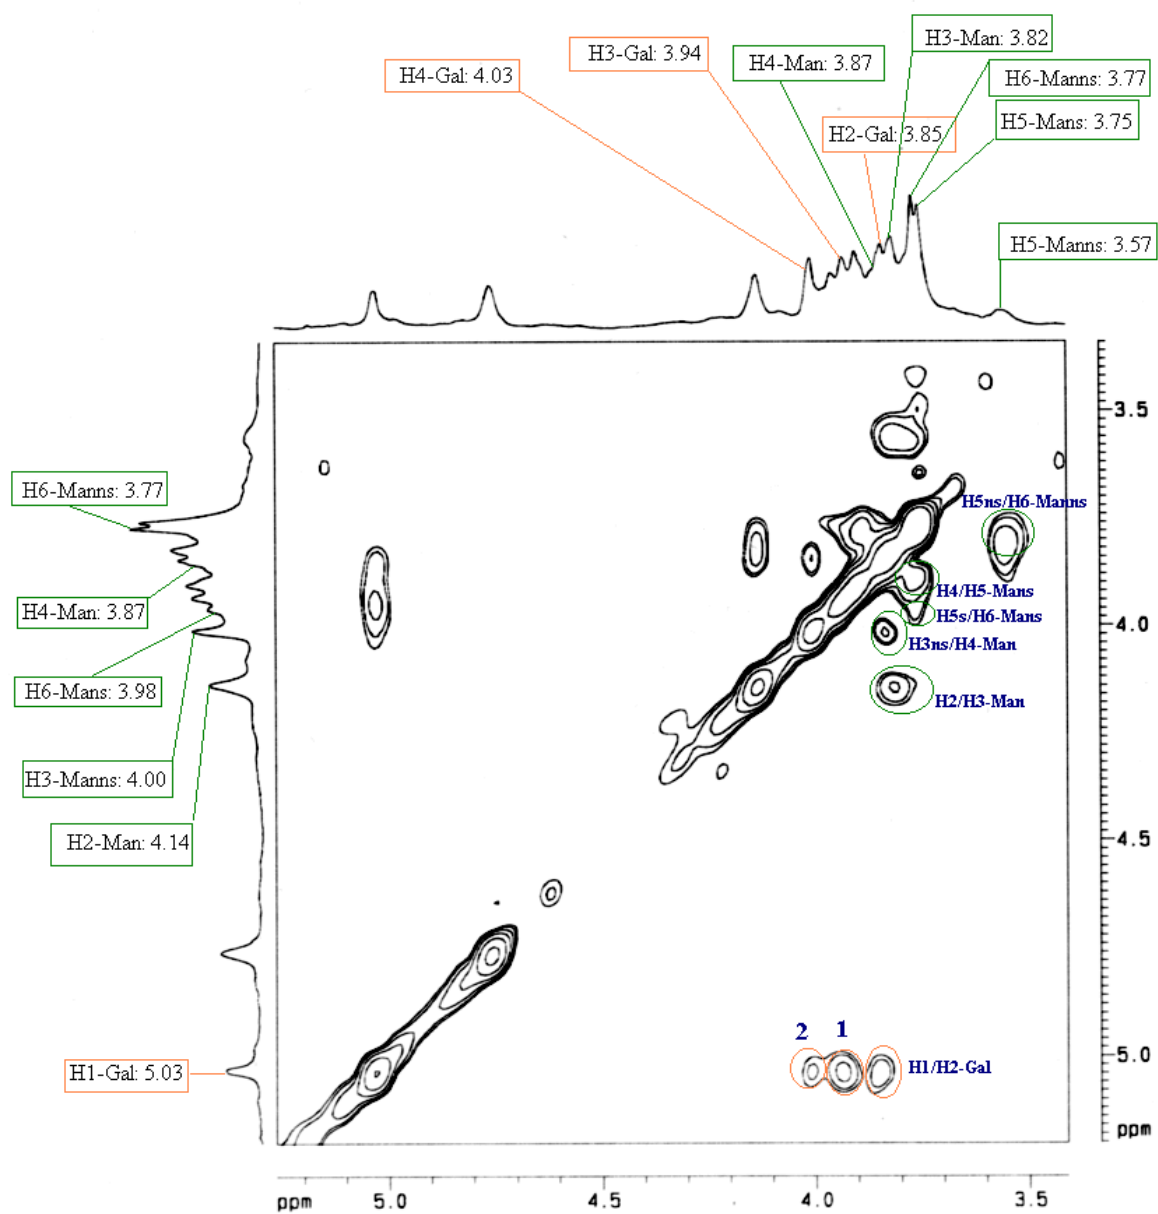 H3-Man: 3.82
H3-Gal: 3.94
H4-Man: 3.87
H4-Gal: 4.03
H6-Manns: 3.77
H5-Mans: 3.75
H2-Gal: 3.85
H5-Manns: 3.57
3.5
H6-Manns: 3.77
H5ns/H6-Manns
H4/H5-Mans
H4-Man: 3.87
H5s/H6-Mans
4.0
H3ns/H4-Man
H6-Mans: 3.98
H2/H3-Man
H3-Manns: 4.00
H2-Man: 4.14
4.5
2 1
5.0
H1-Gal: 5.03
H1/H2-Gal
ppm
ppm 5.0 4.5 4.0 3.5